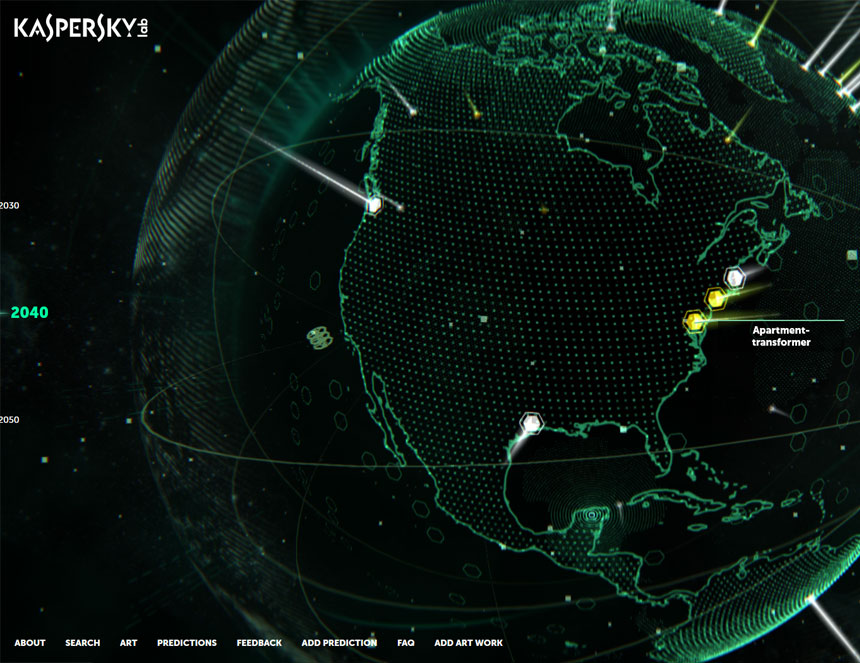 KASPERSKY lab
2030
2040
2050
Apartment-
transformer
ABOUT SEARCH ART PREDICTIONS FEEDBACK ADD PREDICTION FAQ ADD ART WORK